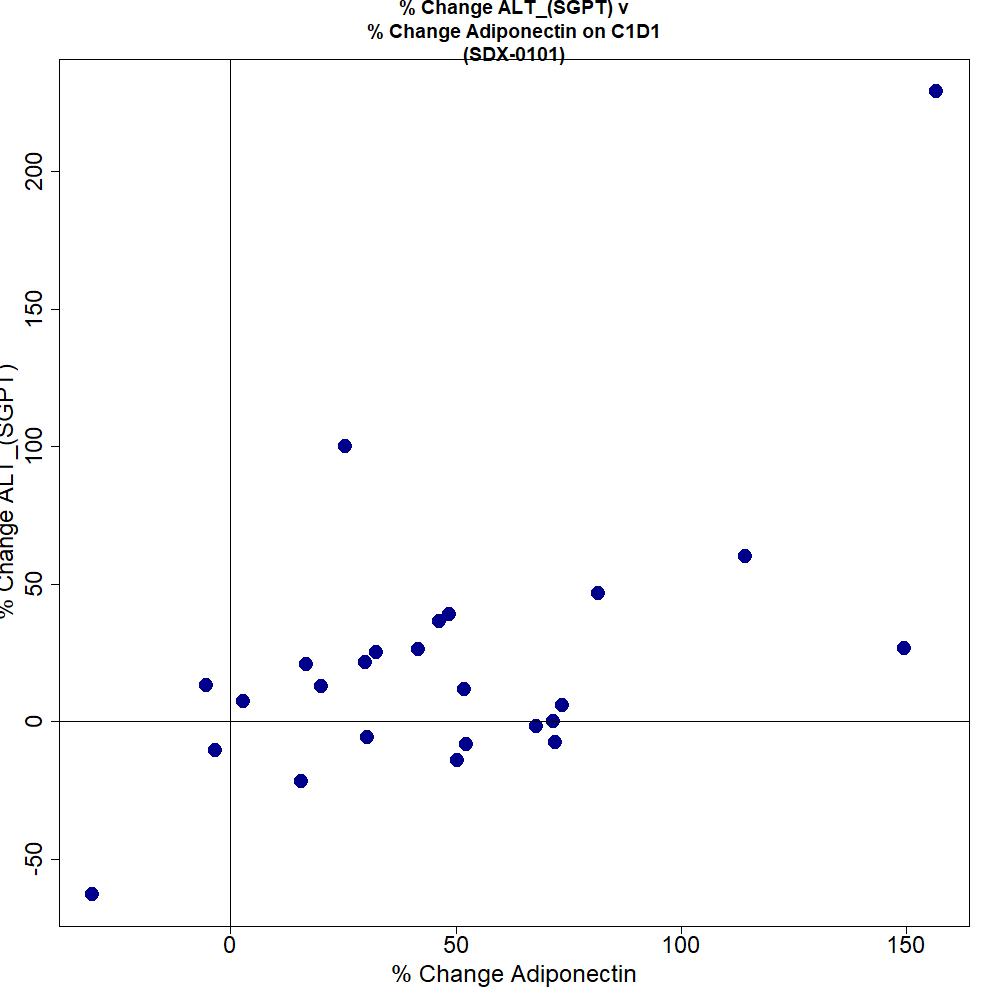 % Change ALT_(SGPT) v
% Change Adiponectin on C1D1
(SDX-0101)
% Change ALT_(SGPT)
200
150
100
50
0
-50
0
50
100
150
% Change Adiponectin